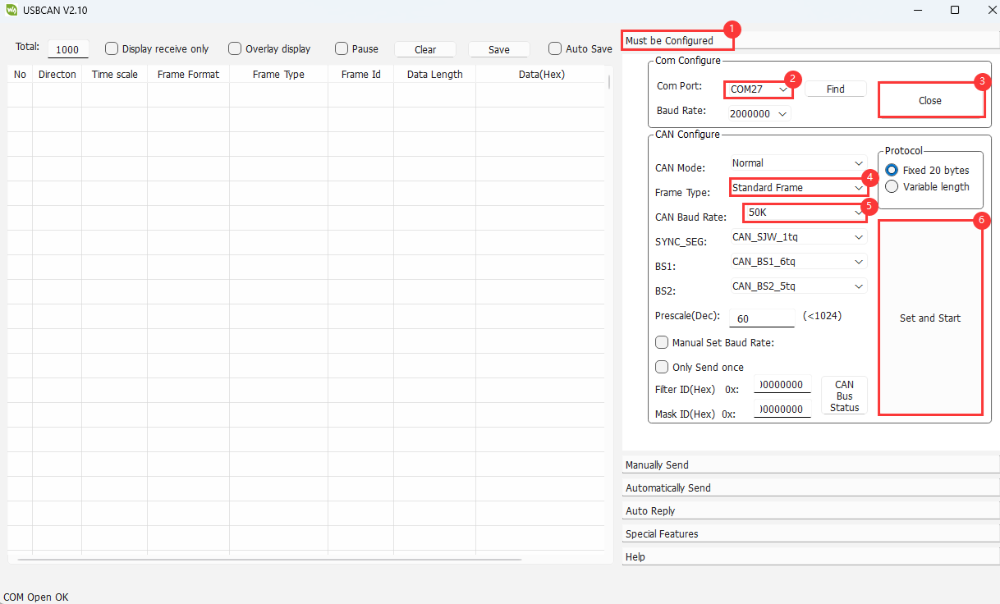 USBCAN V2.10
Total: 1000 Display receive only Overlay display Pause Clear Save Auto Save
No Directon Time scale Frame Format Frame Type Frame Id Data Length Data(Hex)
Must be Configured 1
Com Configure
Com Port: COM27 2 Find
Baud Rate: 2000000
Close 3
CAN Configure
CAN Mode: Normal
Frame Type: Standard Frame 4
CAN Baud Rate: 50K 5
SYNC_SEG: CAN_SJW_1tq
BS1: CAN_BS1_6tq
BS2: CAN_BS2_5tq
Prescale(Dec): 60 (<1024)
Manual Set Baud Rate:
Only Send once
Filter ID(Hex) 0x: 00000000
Mask ID(Hex) 0x: 00000000
CAN
Bus
Status
Protocol
Fixed 20 bytes
Variable length
6
Set and Start
Manually Send
Automatically Send
Auto Reply
Special Features
Help
COM Open OK